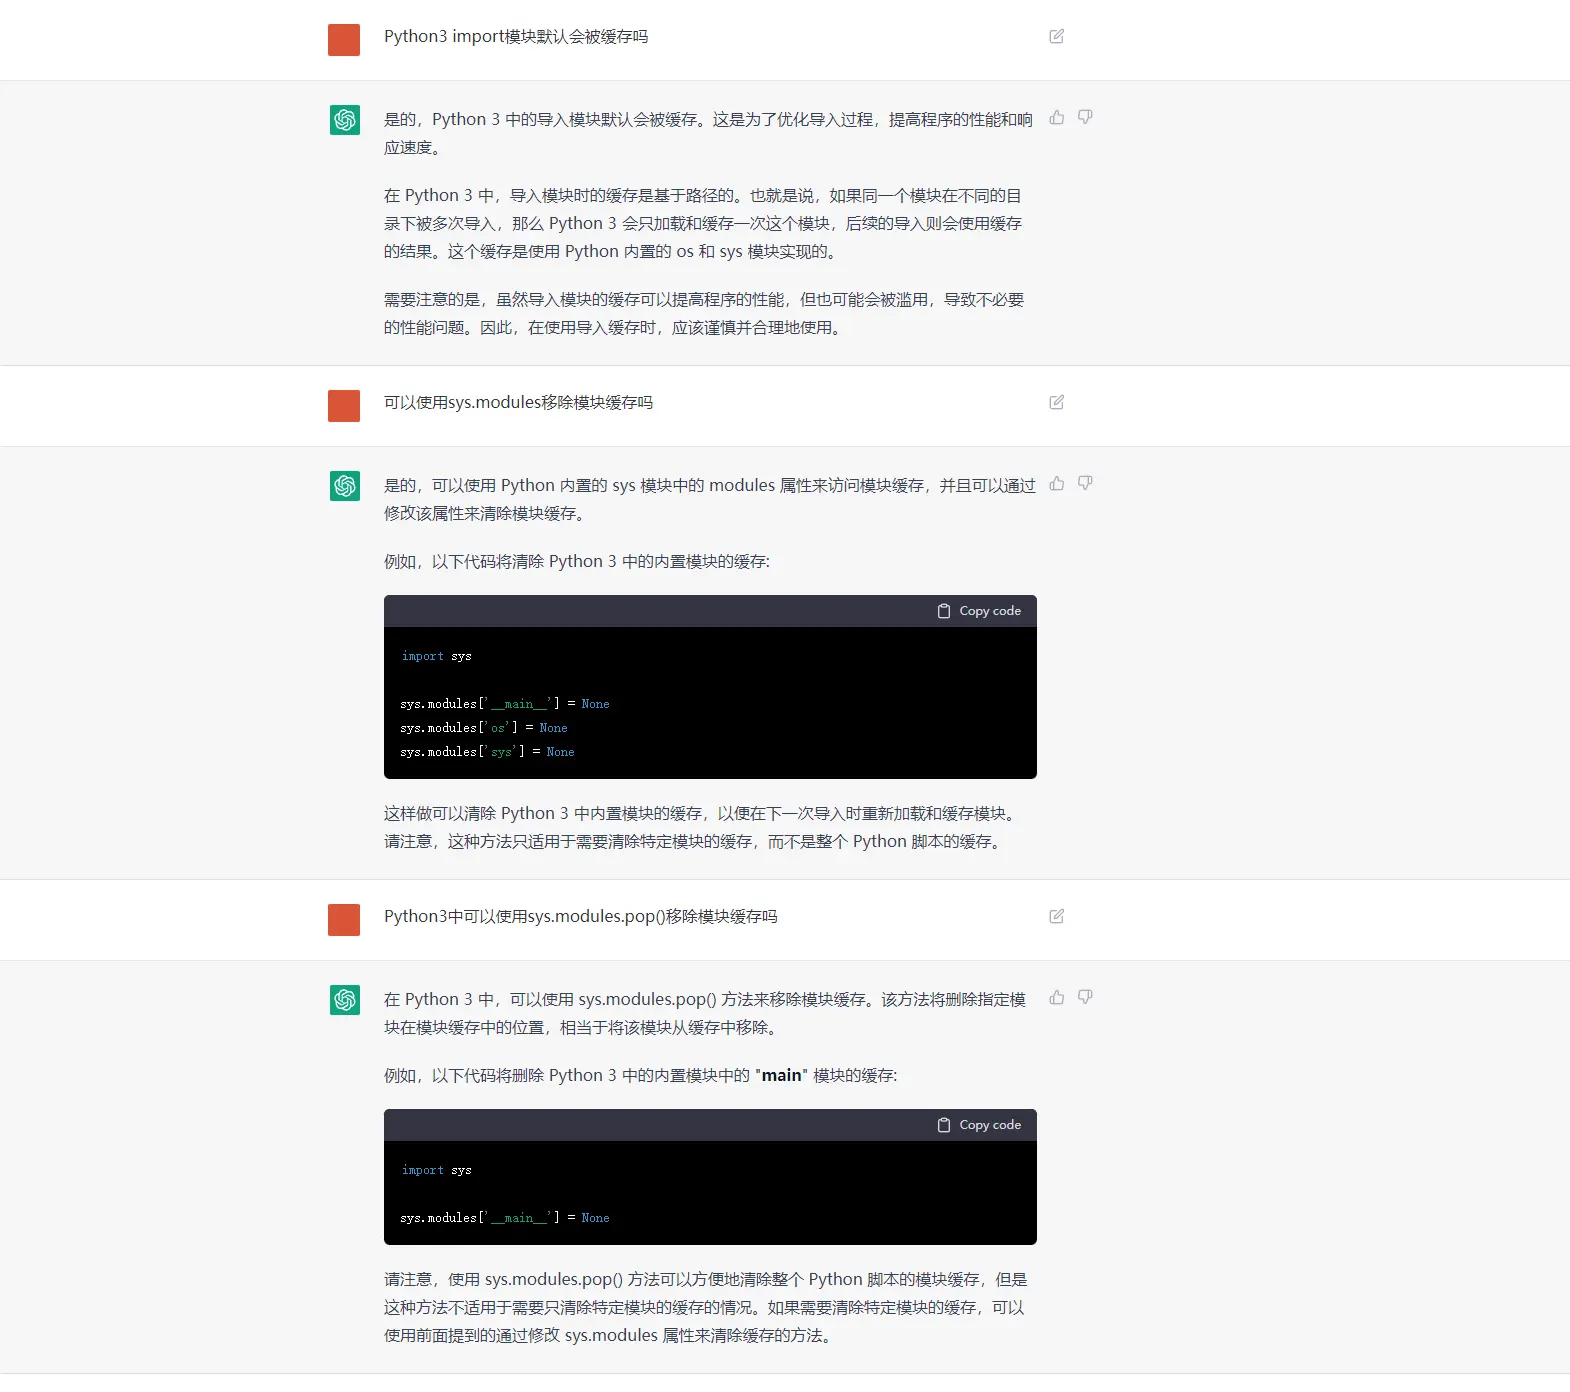 Python3 import模块默认会被缓存吗
是的，Python 3 中的导入模块默认会被缓存。这是为了优化导入过程，提高程序的性能和响
应速度。
在 Python 3 中，导入模块时的缓存是基于路径的。也就是说，如果同一个模块在不同的目
录下被多次导入，那么 Python 3 会只加载和缓存一次这个模块，后续的导入则会使用缓存
的结果。这个缓存是使用 Python 内置的 os 和 sys 模块实现的。
需要注意的是，虽然导入模块的缓存可以提高程序的性能，但也可能会被滥用，导致不必要
的性能问题。因此，在使用导入缓存时，应该谨慎并合理地使用。
可以使用sys.modules移除模块缓存吗
是的，可以使用 Python 内置的 sys 模块中的 modules 属性来访问模块缓存，并且可以通过
修改该属性来清除模块缓存。
例如，以下代码将清除 Python 3 中的内置模块的缓存:
Copy code
import sys
sys.modules['__main__'] = None
sys.modules['os'] = None
sys.modules['sys'] = None
这样做可以清除 Python 3 中内置模块的缓存，以便在下一次导入时重新加载和缓存模块。
请注意，这种方法只适用于需要清除特定模块的缓存，而不是整个 Python 脚本的缓存。
Python3中可以使用sys.modules.pop()移除模块缓存吗
在 Python 3 中，可以使用 sys.modules.pop() 方法来移除模块缓存。该方法将删除指定模
块在模块缓存中的位置，相当于将该模块从缓存中移除。
例如，以下代码将删除 Python 3 中的内置模块中的 "main" 模块的缓存:
Copy code
import sys
sys.modules['__main__'] = None
请注意，使用 sys.modules.pop() 方法可以方便地清除整个 Python 脚本的模块缓存，但是
这种方法不适用于需要只清除特定模块的缓存的情况。如果需要清除特定模块的缓存，可以
使用前面提到的通过修改 sys.modules 属性来清除缓存的方法。